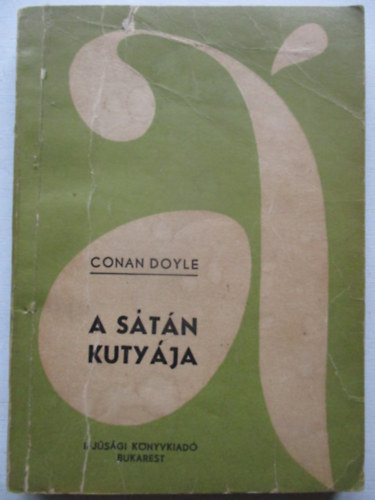 á
CONAN DOYLE
A SÁTÁN
KUTYÁJA
IFJÚSÁGI KÖNYVKIADÓ
BUKAREST